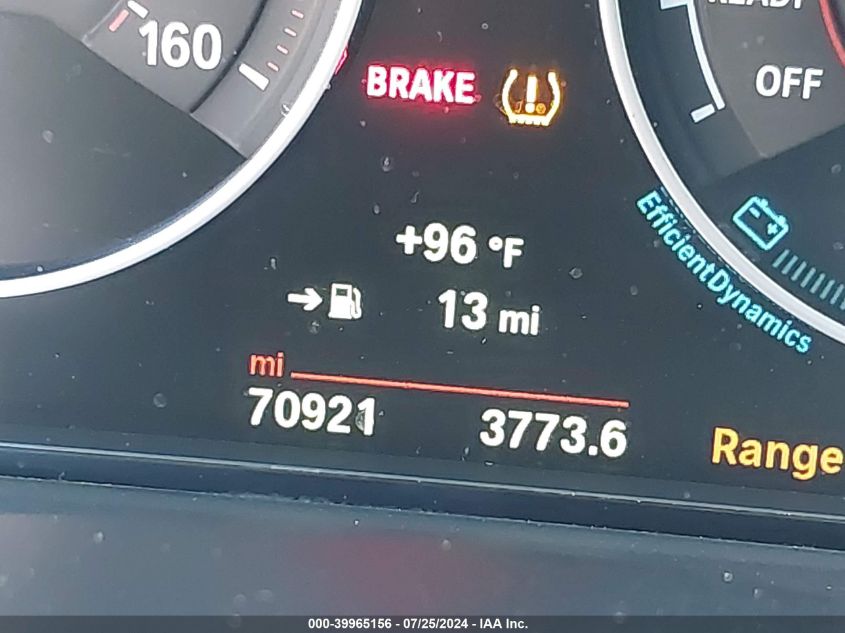 160
BRAKE
READY
OFF
+96 °F
13 mi
EfficientDynamics
mi
70921 3773.6
Range
000-39965156 - 07/25/2024 - IAA Inc.